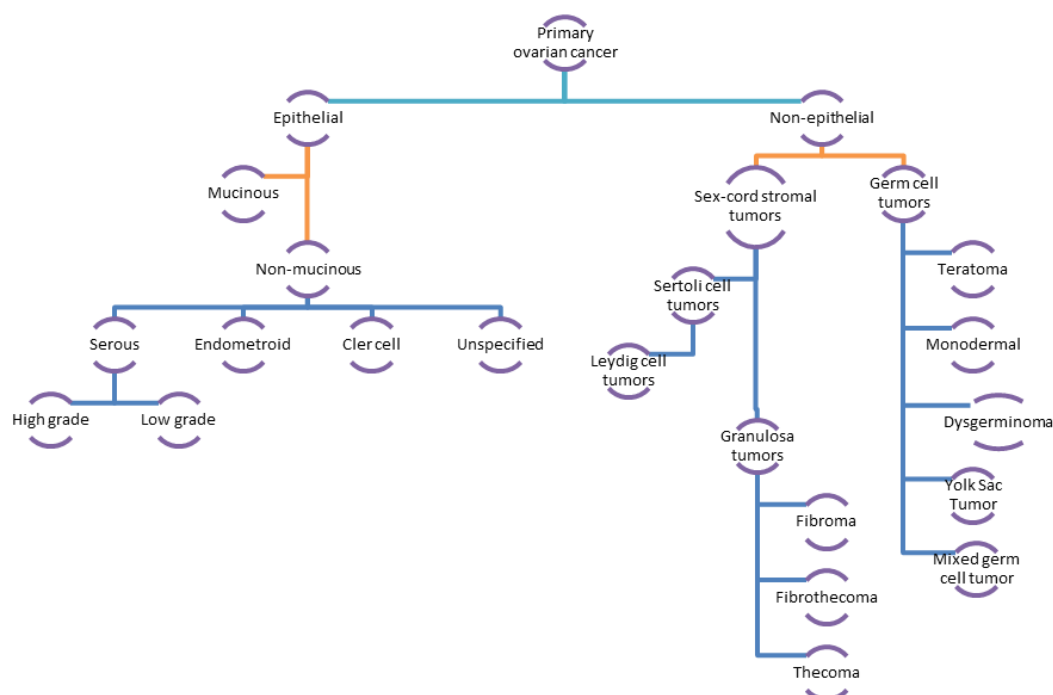 Primary
ovarian cancer
Epithelial
Non-epithelial
Mucinous
Sex-cord stromal
tumors
Germ cell
tumors
Non-mucinous
Sertoli cell
tumors
Teratoma
Serous
Endometroid
Cler cell
Unspecified
Leydig cell
tumors
Monodermal
High grade
Low grade
Granulosa
tumors
Dysgerminoma
Yolk Sac
Tumor
Fibroma
Mixed germ
cell tumor
Fibrothecoma
Thecoma